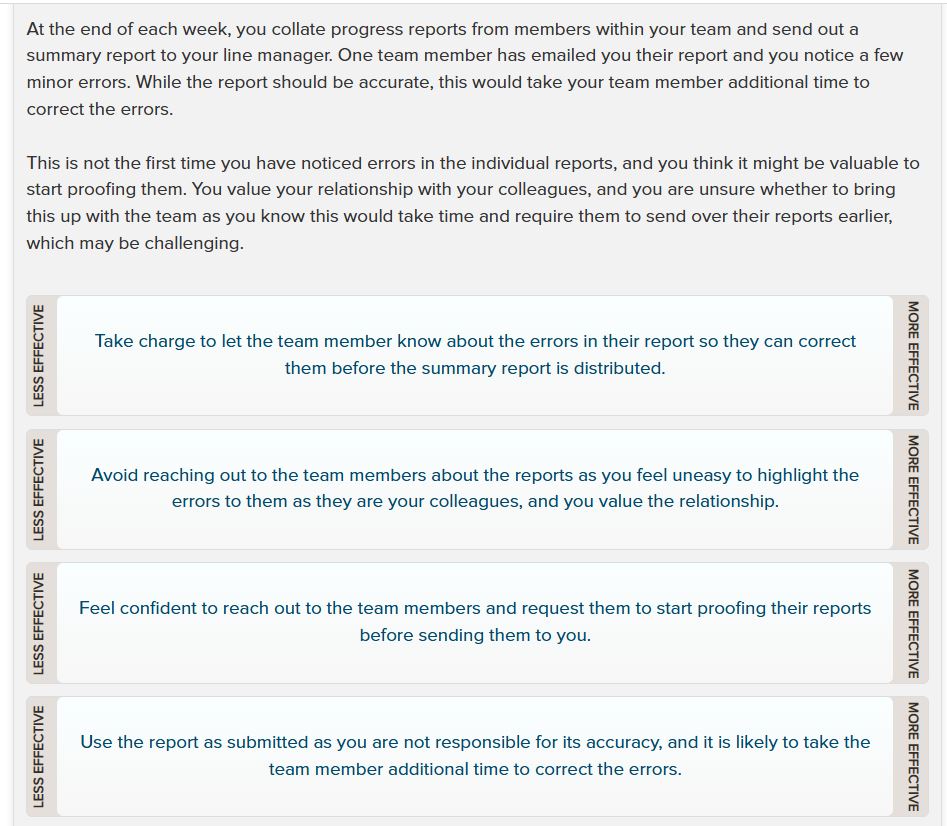 At the end of each week, you collate progress reports from members within your team and send out a
summary report to your line manager. One team member has emailed you their report and you notice a few
minor errors. While the report should be accurate, this would take your team member additional time to
correct the errors.
This is not the first time you have noticed errors in the individual reports, and you think it might be valuable to
start proofing them. You value your relationship with your colleagues, and you are unsure whether to bring
this up with the team as you know this would take time and require them to send over their reports earlier,
which may be challenging.
LESS EFFECTIVE
Take charge to let the team member know about the errors in their report so they can correct
them before the summary report is distributed.
MORE EFFECTIVE
LESS EFFECTIVE
Avoid reaching out to the team members about the reports as you feel uneasy to highlight the
errors to them as they are your colleagues, and you value the relationship.
MORE EFFECTIVE
LESS EFFECTIVE
Feel confident to reach out to the team members and request them to start proofing their reports
before sending them to you.
MORE EFFECTIVE
LESS EFFECTIVE
Use the report as submitted as you are not responsible for its accuracy, and it is likely to take the
team member additional time to correct the errors.
MORE EFFECTIVE